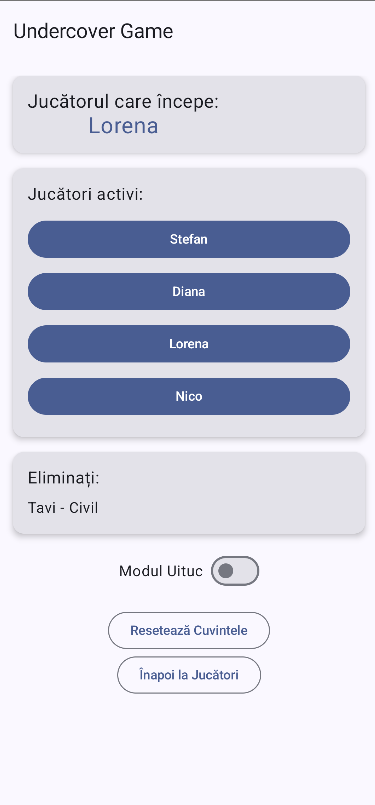 Undercover Game
Jucătorul care începe:
Lorena
Jucători activi:
Stefan
Diana
Lorena
Nico
Eliminați:
Tavi - Civil
Modul Uituc
Resetează Cuvintele
Înapoi la Jucători